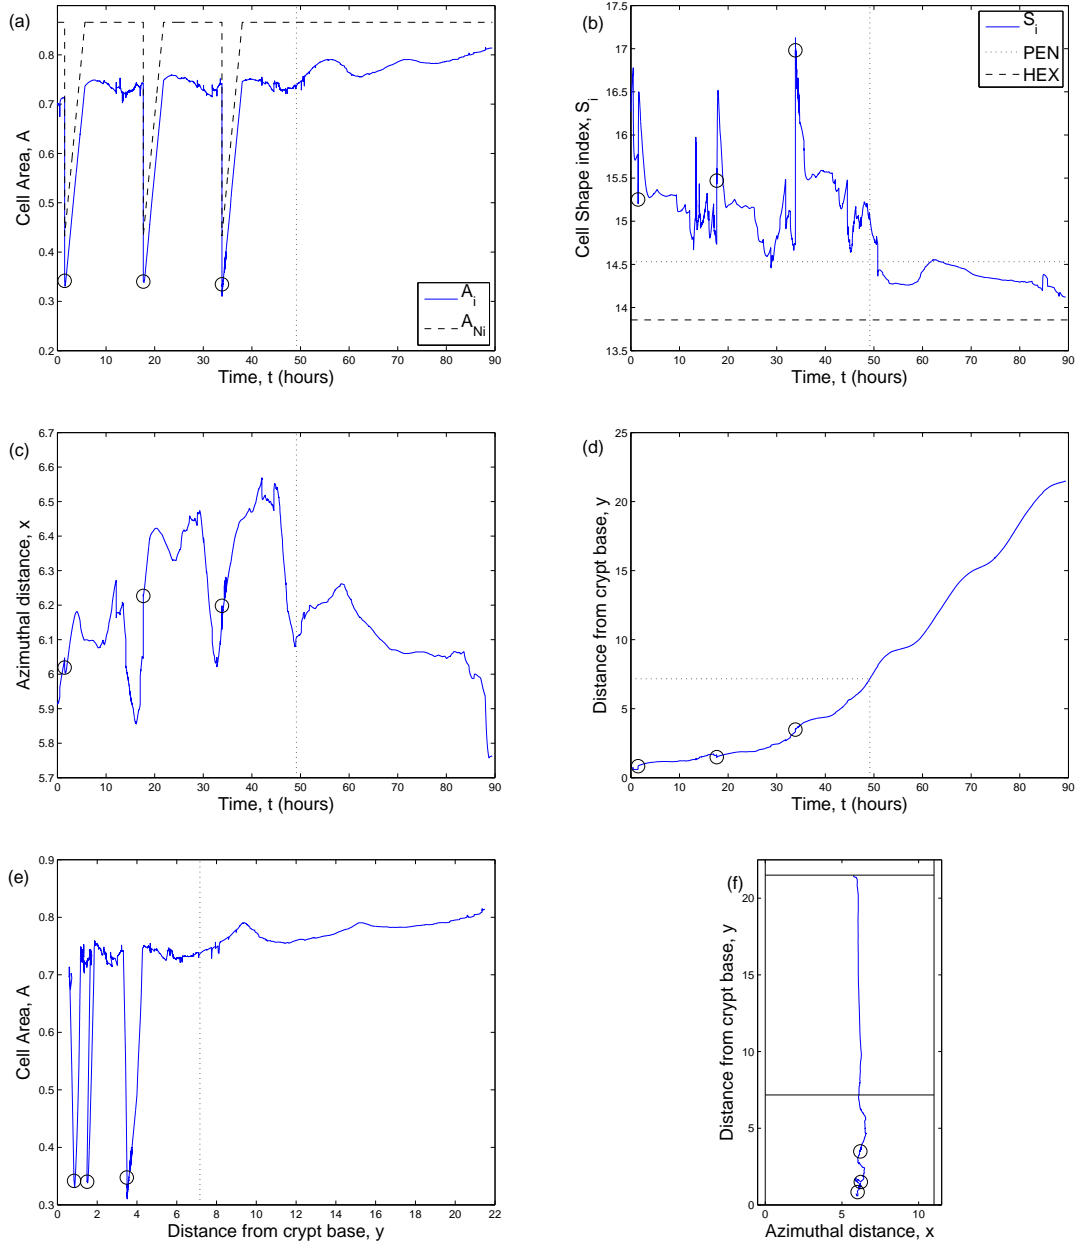 (a)
Cell Area, A
0.2 0.3 0.4 0.5 0.6 0.7 0.8
0 10 20 30 40 50 60 70 80 90
Time, t (hours)
A_i
A_Ni
(b)
Cell Shape index, S_i
13.5 14 14.5 15 15.5 16 16.5 17 17.5
0 10 20 30 40 50 60 70 80 90
Time, t (hours)
S_i
PEN
HEX
(c)
Azimuthal distance, x
5.7 5.8 5.9 6 6.1 6.2 6.3 6.4 6.5 6.6 6.7
0 10 20 30 40 50 60 70 80 90
Time, t (hours)
(d)
Distance from crypt base, y
0 5 10 15 20 25
0 10 20 30 40 50 60 70 80 90
Time, t (hours)
(e)
Cell Area, A
0.3 0.4 0.5 0.6 0.7 0.8 0.9
0 2 4 6 8 10 12 14 16 18 20 22
Distance from crypt base, y
(f)
Distance from crypt base, y
0 5 10 15 20
0 5 10
Azimuthal distance, x